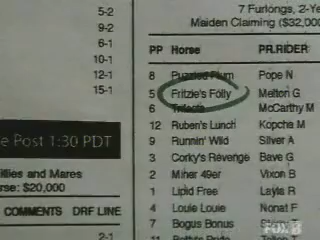 5-2
9-2
6-1
10-1
12-1
15-1
e Post 1:30 PDT
illies and Mares
rse: $20,000
COMMENTS DRF LINE
2-1
7 Furlongs, 2-Ye
Maiden Claiming ($32,00
PP Horse PR.RIDER
8 Puzzled Plum Pope N
5 Fritzie's Folly Melton G
6 Trifecta McCarthy M
12 Ruben's Lunch Kopcha M
9 Runnin' Wild Silver A
3 Corky's Revenge Bave G
2 Miner 49er Vixon B
1 Lipid Free Layla R
4 Louie Louie Nonat F
7 Bogus Bonus
11
FOX 8